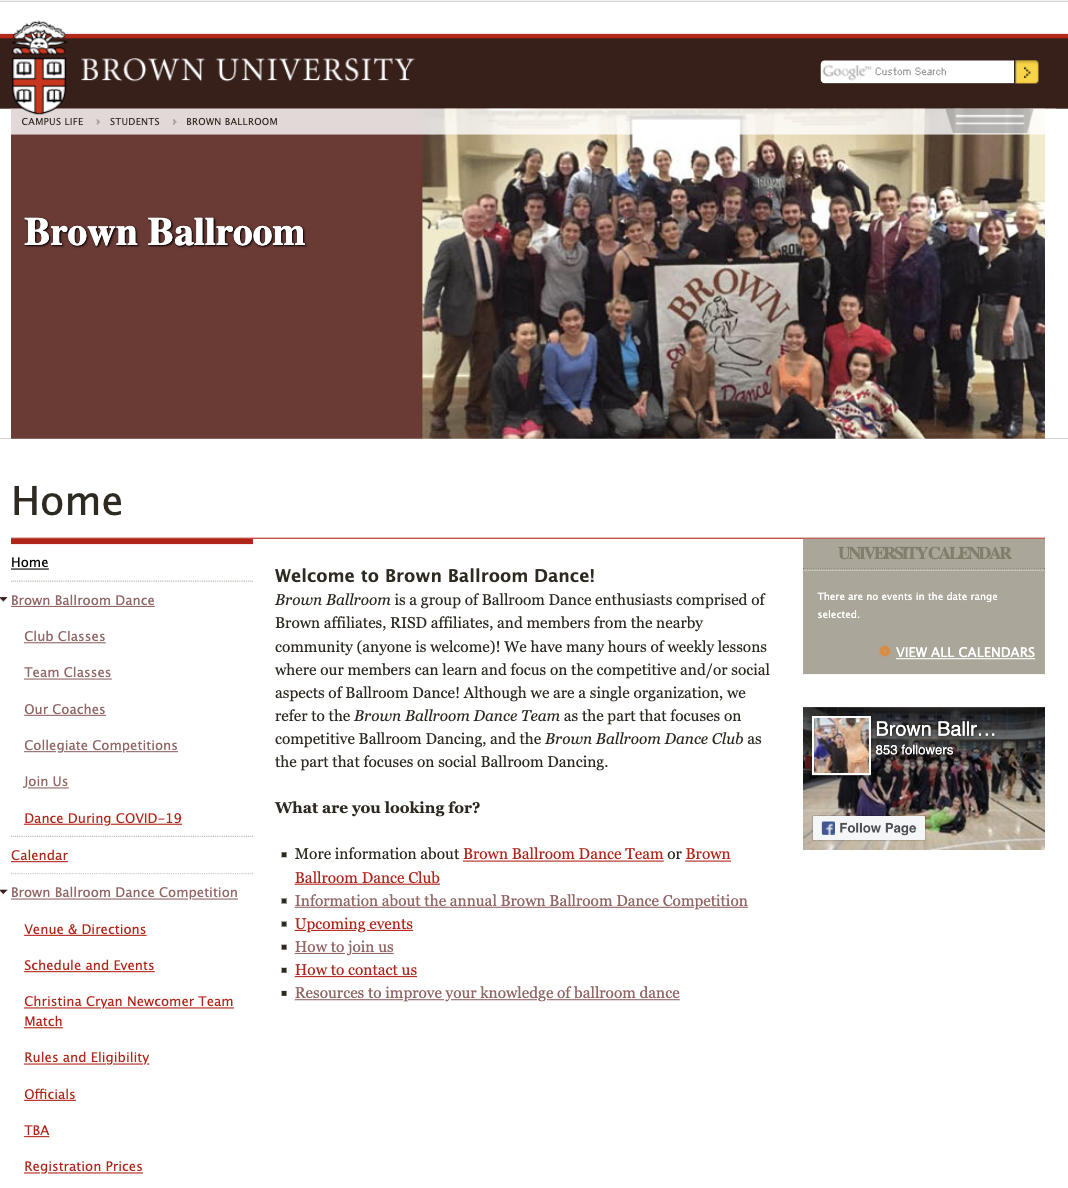 BROWN UNIVERSITY
Google™ Custom Search
CAMPUS LIFE › STUDENTS › BROWN BALLROOM
Brown Ballroom
BROWN
Dance
Home
Home
Brown Ballroom Dance
Club Classes
Team Classes
Our Coaches
Collegiate Competitions
Join Us
Dance During COVID-19
Calendar
Brown Ballroom Dance Competition
Venue & Directions
Schedule and Events
Christina Cryan Newcomer Team
Match
Rules and Eligibility
Officials
TBA
Registration Prices
Welcome to Brown Ballroom Dance!
Brown Ballroom is a group of Ballroom Dance enthusiasts comprised of
Brown affiliates, RISD affiliates, and members from the nearby
community (anyone is welcome)! We have many hours of weekly lessons
where our members can learn and focus on the competitive and/or social
aspects of Ballroom Dance! Although we are a single organization, we
refer to the Brown Ballroom Dance Team as the part that focuses on
competitive Ballroom Dancing, and the Brown Ballroom Dance Club as
the part that focuses on social Ballroom Dancing.
What are you looking for?
▪ More information about Brown Ballroom Dance Team or Brown
Ballroom Dance Club
▪ Information about the annual Brown Ballroom Dance Competition
▪ Upcoming events
▪ How to join us
▪ How to contact us
▪ Resources to improve your knowledge of ballroom dance
UNIVERSITY CALENDAR
There are no events in the date range
selected.
VIEW ALL CALENDARS
Brown Ballr...
853 followers
Follow Page